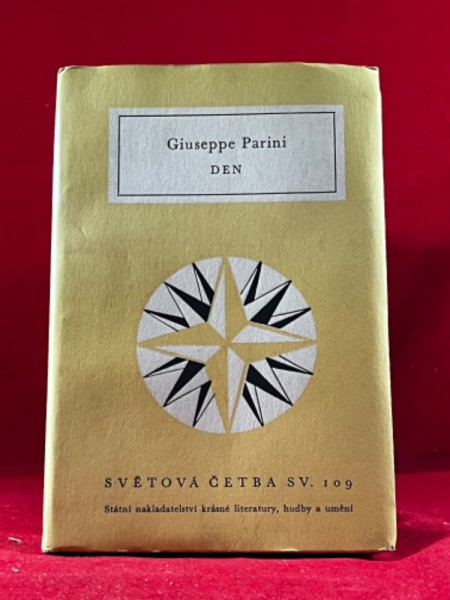 Giuseppe Parini
DEN
SVĚTOVÁ ČETBA SV. 109
Státní nakladatelství krásné literatury, hudby a umění